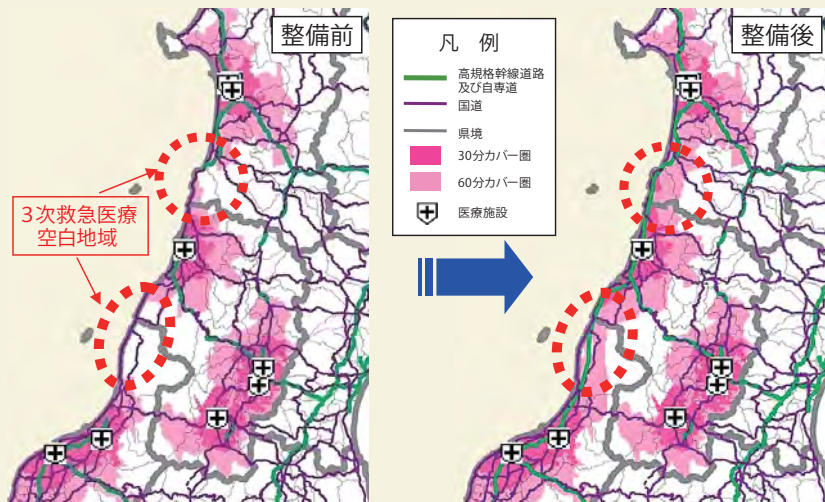 整備前
3次救急医療
空白地域
凡 例
高規格幹線道路
及び自専道
国道
県境
30分カバー圏
60分カバー圏
医療施設
整備後